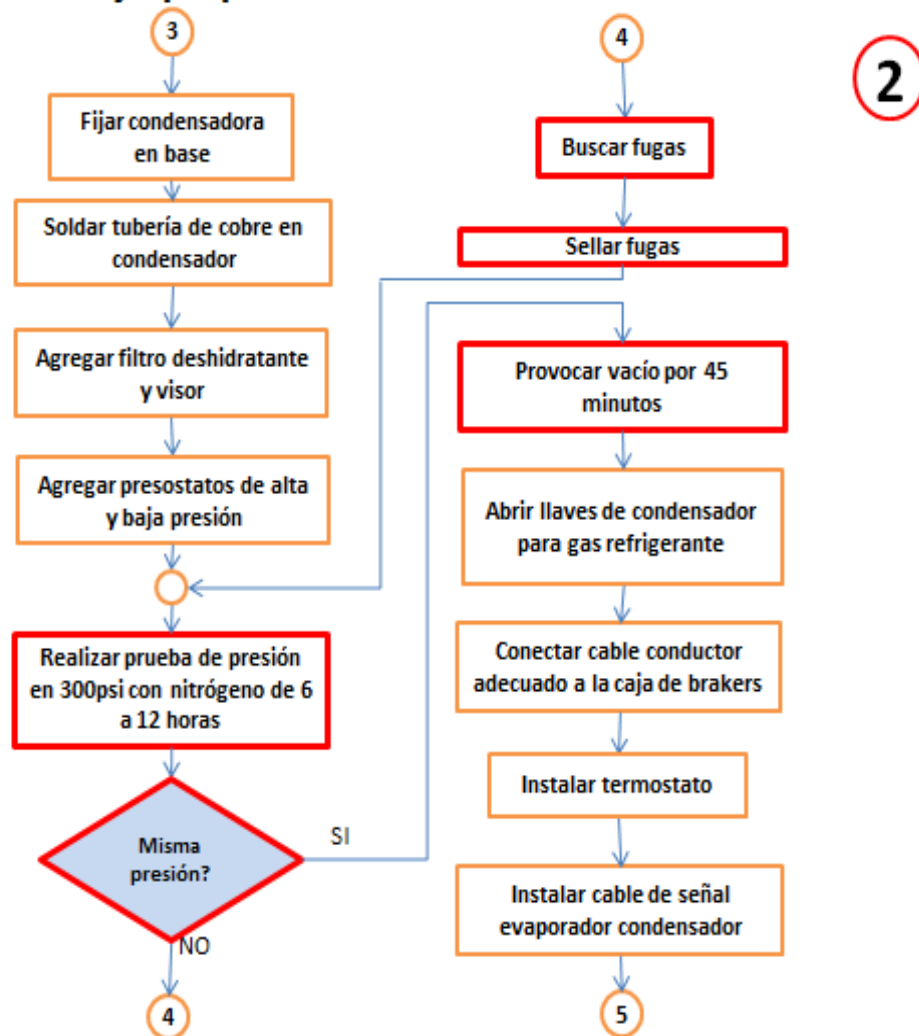 3
Fijar condensadora
en base
Soldar tubería de cobre en
condensador
Agregar filtro deshidratante
y visor
Agregar presostatos de alta
y baja presión
Realizar prueba de presión
en 300psi con nitrógeno de 6
a 12 horas
Misma
presión?
SI
NO
4
4
Buscar fugas
Sellar fugas
Provocar vacío por 45
minutos
Abrir llaves de condensador
para gas refrigerante
Conectar cable conductor
adecuado a la caja de brakers
Instalar termostato
Instalar cable de señal
evaporador condensador
5
2